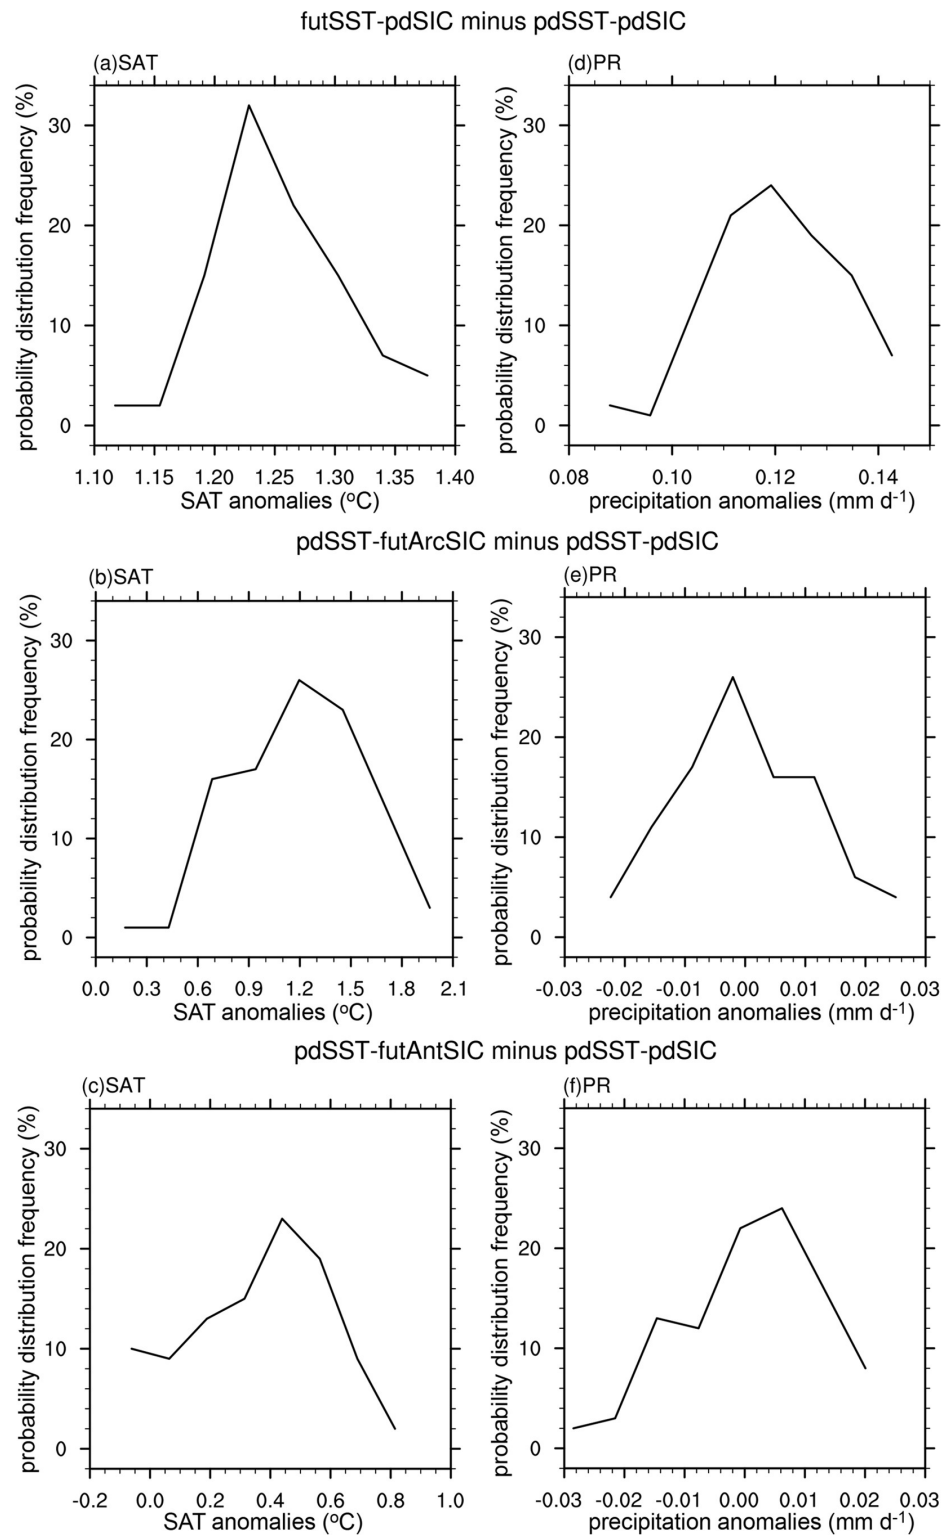 futSST-pdSIC minus pdSST-pdSIC
(a)SAT
probability distribution frequency (%)
30
20
10
0
1.10 1.15 1.20 1.25 1.30 1.35 1.40
SAT anomalies (°C)
(d)PR
probability distribution frequency (%)
30
20
10
0
0.08 0.10 0.12 0.14
precipitation anomalies (mm d-1)
pdSST-futArcSIC minus pdSST-pdSIC
(b)SAT
probability distribution frequency (%)
30
20
10
0
0.0 0.3 0.6 0.9 1.2 1.5 1.8 2.1
SAT anomalies (°C)
(e)PR
probability distribution frequency (%)
30
20
10
0
-0.03 -0.02 -0.01 0.00 0.01 0.02 0.03
precipitation anomalies (mm d-1)
pdSST-futAntSIC minus pdSST-pdSIC
(c)SAT
probability distribution frequency (%)
30
20
10
0
-0.2 0.0 0.2 0.4 0.6 0.8 1.0
SAT anomalies (°C)
(f)PR
probability distribution frequency (%)
30
20
10
0
-0.03 -0.02 -0.01 0.00 0.01 0.02 0.03
precipitation anomalies (mm d-1)